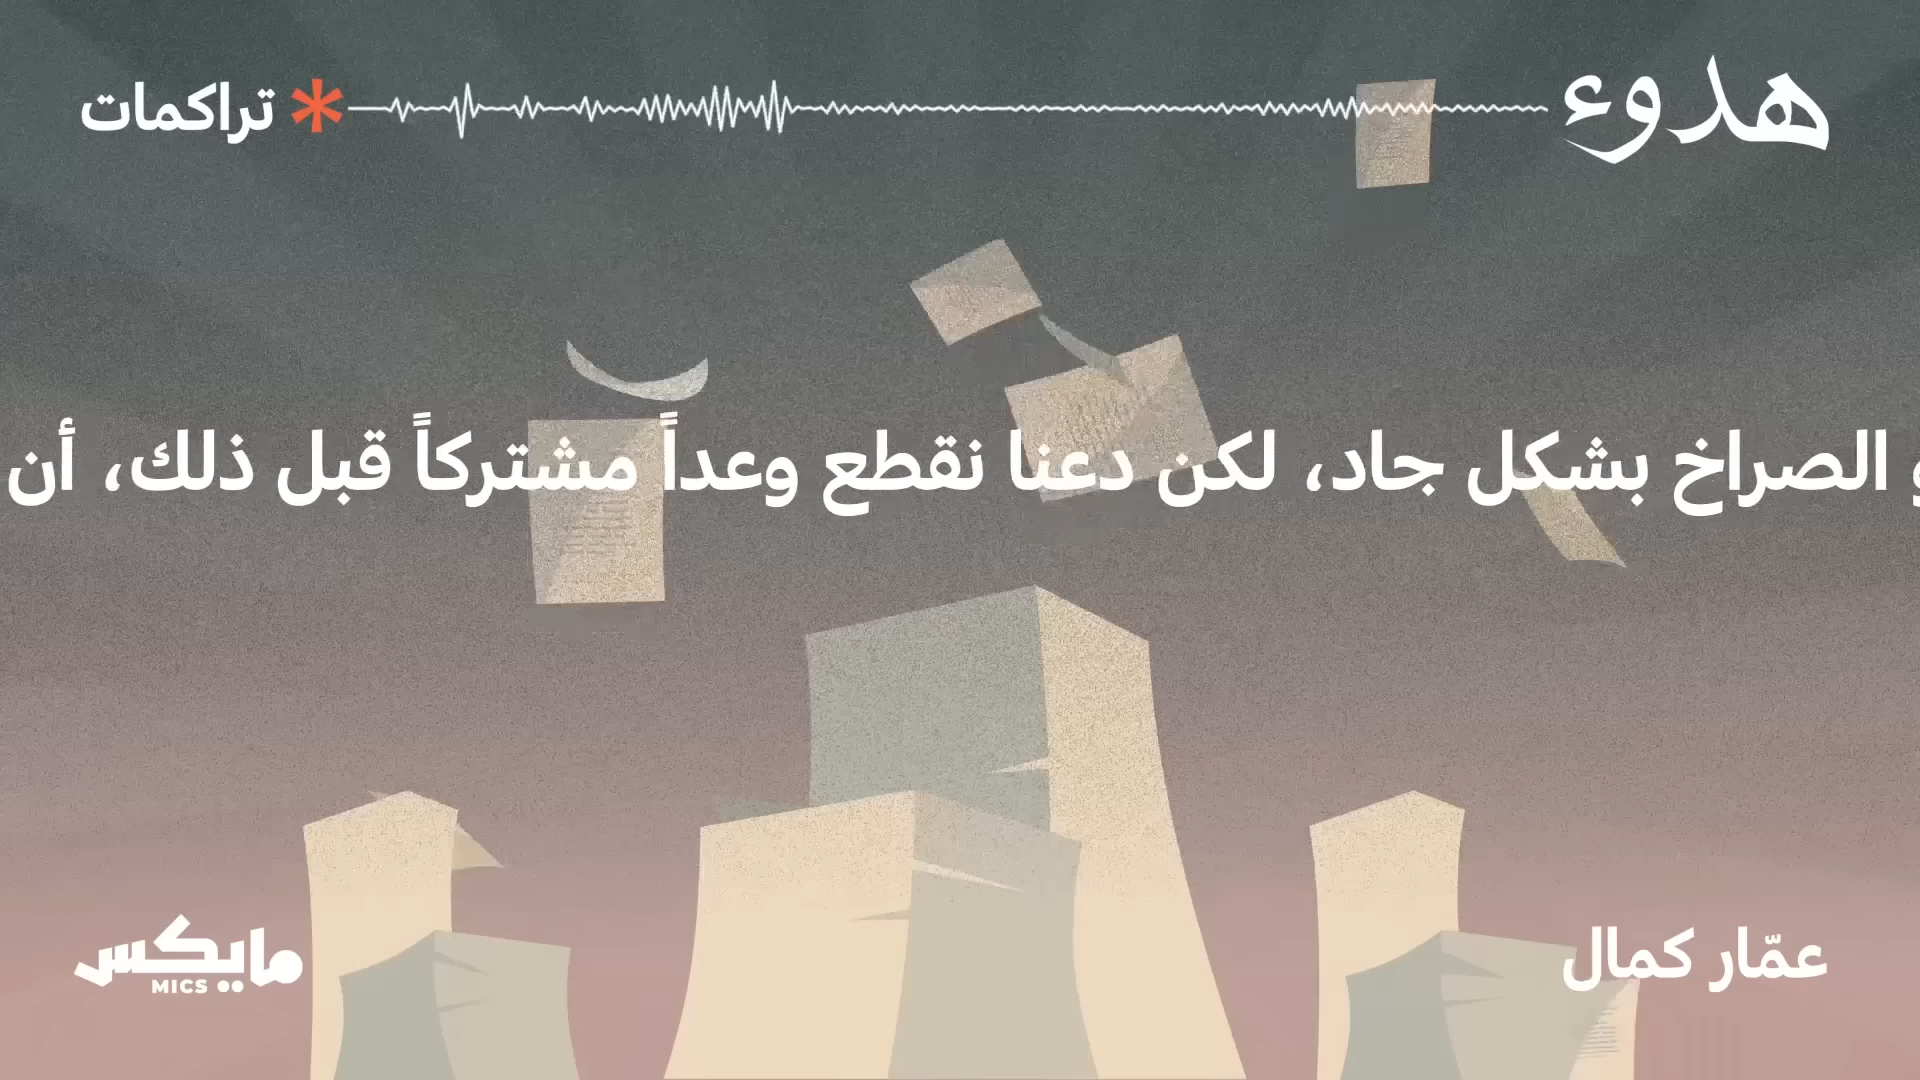 هدوء
تراكمات
الصراخ بشكل جاد، لكن دعنا نقطع وعداً مشتركاً قبل ذلك، أن
عمّار كمال
مايكس
MICS